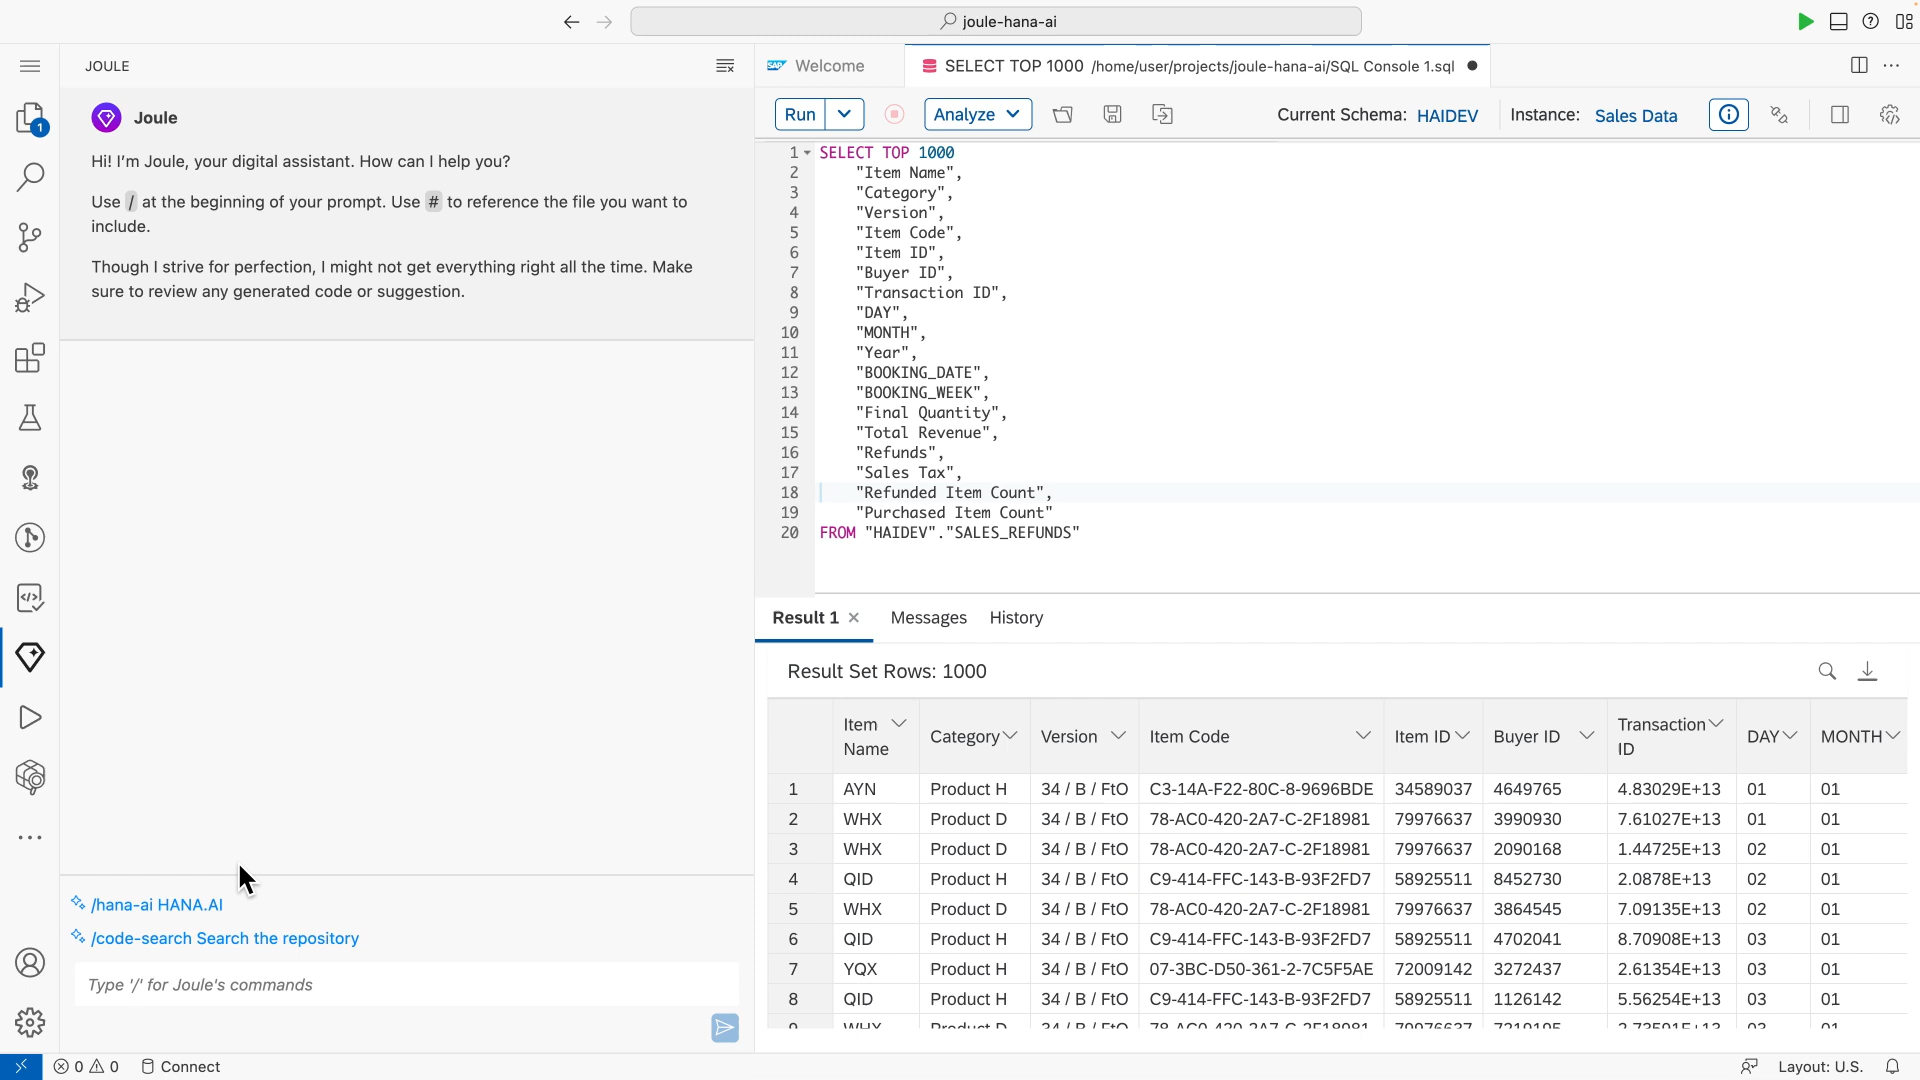 joule-hana-ai
JOULE
1
Joule
Hi! I'm Joule, your digital assistant. How can I help you?
Use / at the beginning of your prompt. Use # to reference the file you want to
include.
Though I strive for perfection, I might not get everything right all the time. Make
sure to review any generated code or suggestion.
/hana-ai HANA.AI
/code-search Search the repository
Type '/' for Joule's commands
SAP Welcome
SELECT TOP 1000 /home/user/projects/joule-hana-ai/SQL Console 1.sql
Run Analyze Current Schema: HAIDEV Instance: Sales Data
1 SELECT TOP 1000
2 "Item Name",
3 "Category",
4 "Version",
5 "Item Code",
6 "Item ID",
7 "Buyer ID",
8 "Transaction ID",
9 "DAY",
10 "MONTH",
11 "Year",
12 "BOOKING_DATE",
13 "BOOKING_WEEK",
14 "Final Quantity",
15 "Total Revenue",
16 "Refunds",
17 "Sales Tax",
18 "Refunded Item Count",
19 "Purchased Item Count"
20 FROM "HAIDEV"."SALES_REFUNDS"
Result 1 Messages History
Result Set Rows: 1000
Item Name Category Version Item Code Item ID Buyer ID Transaction ID DAY MONTH
1 AYN Product H 34 / B / FtO C3-14A-F22-80C-8-9696BDE 34589037 4649765 4.83029E+13 01 01
2 WHX Product D 34 / B / FtO 78-AC0-420-2A7-C-2F18981 79976637 3990930 7.61027E+13 01 01
3 WHX Product D 34 / B / FtO 78-AC0-420-2A7-C-2F18981 79976637 2090168 1.44725E+13 02 01
4 QID Product H 34 / B / FtO C9-414-FFC-143-B-93F2FD7 58925511 8452730 2.0878E+13 02 01
5 WHX Product D 34 / B / FtO 78-AC0-420-2A7-C-2F18981 79976637 3864545 7.09135E+13 02 01
6 QID Product H 34 / B / FtO C9-414-FFC-143-B-93F2FD7 58925511 4702041 8.70908E+13 03 01
7 YQX Product H 34 / B / FtO 07-3BC-D50-361-2-7C5F5AE 72009142 3272437 2.61354E+13 03 01
8 QID Product H 34 / B / FtO C9-414-FFC-143-B-93F2FD7 58925511 1126142 5.56254E+13 03 01
0 0 Connect Layout: U.S.